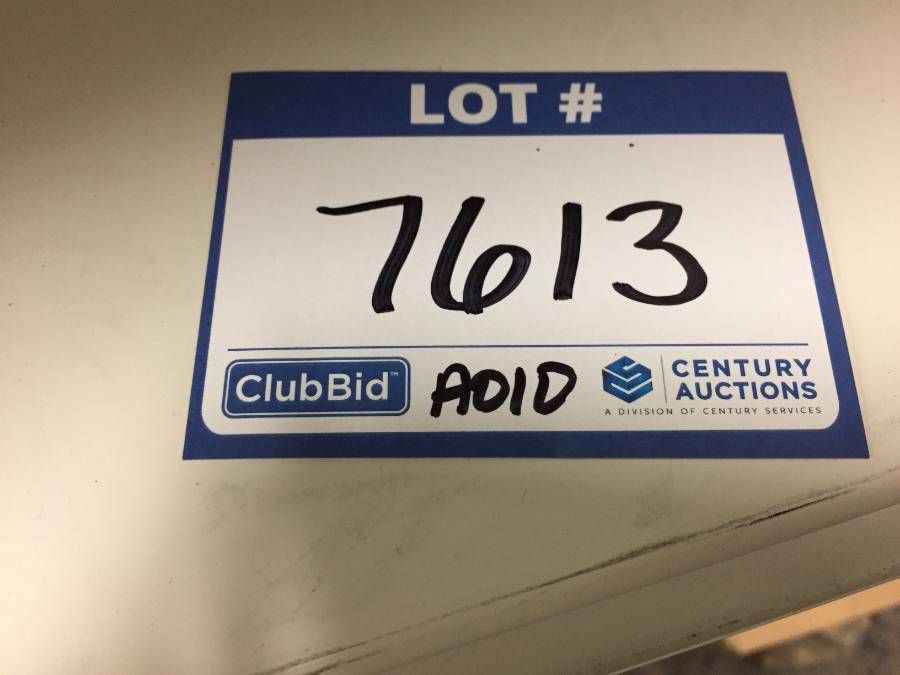 LOT #
7613
ClubBid™ A01D CENTURY
AUCTIONS
A DIVISION OF CENTURY SERVICES